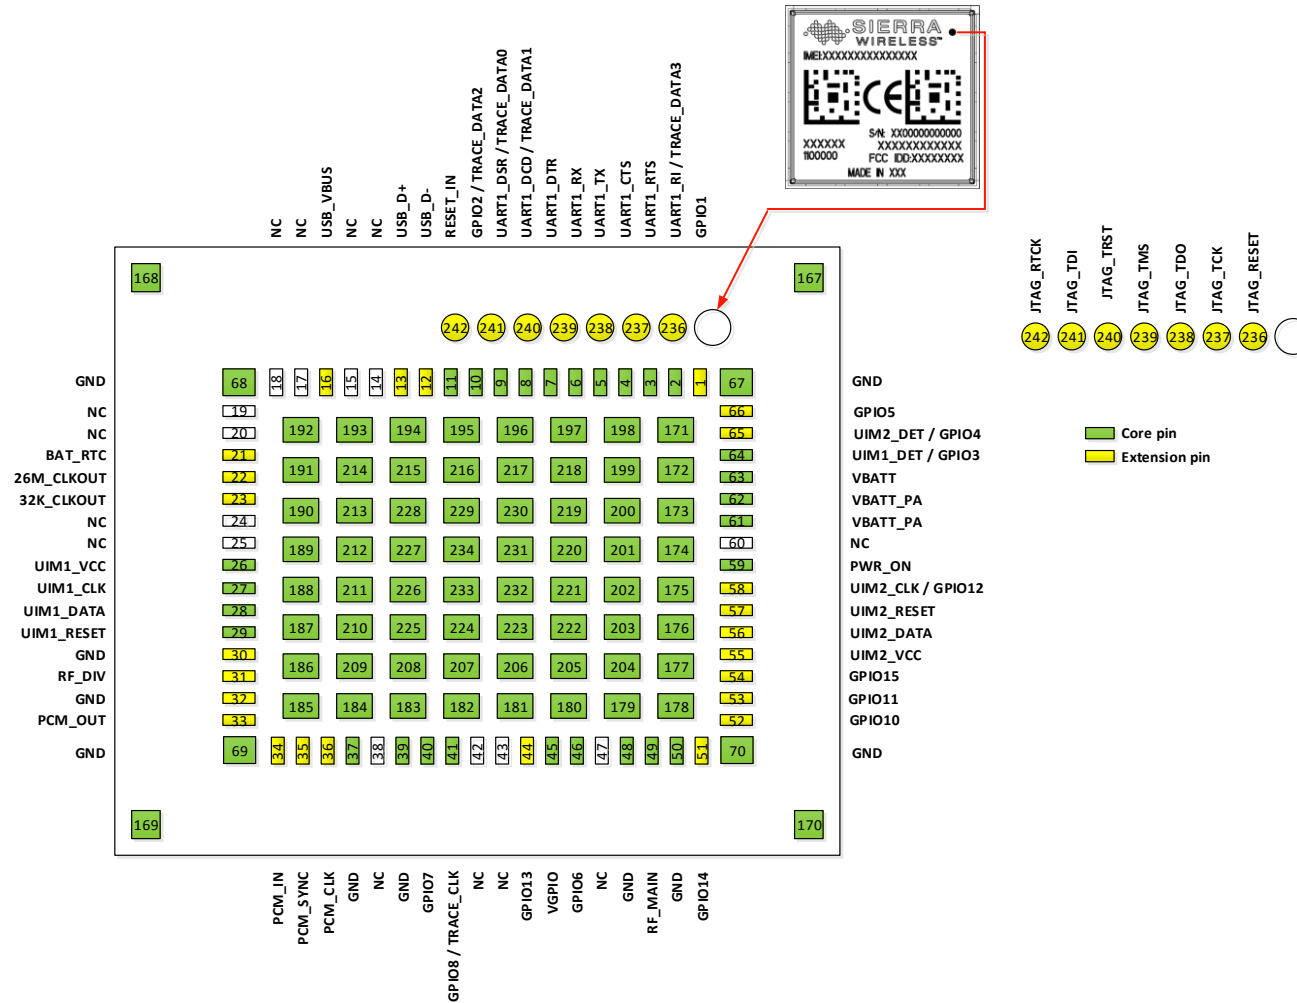 SIERRA
WIRELESS™
IMEI:XXXXXXXXXXXXXXX
S/N: XX00000000000
XXXXXX XXXXXXXXXXXXX
1100000 FCC IDD:XXXXXXXX
MADE IN XXX
NC
NC
USB_VBUS
NC
NC
USB_D+
USB_D-
RESET_IN
GPIO2 / TRACE_DATA2
UART1_DSR / TRACE_DATA0
UART1_DCD / TRACE_DATA1
UART1_DTR
UART1_RX
UART1_TX
UART1_CTS
UART1_RTS
UART1_RI / TRACE_DATA3
GPIO1
JTAG_RTCK
JTAG_TDI
JTAG_TRST
JTAG_TMS
JTAG_TDO
JTAG_TCK
JTAG_RESET
242 241 240 239 238 237 236
168 167
242 241 240 239 238 237 236
GND 68 18 17 16 15 14 13 12 11 10 9 8 7 6 5 4 3 2 1 67 GND
NC 19 66 GPIO5
192 193 194 195 196 197 198 171
NC 20 65 UIM2_DET / GPIO4
BAT_RTC 21 64 UIM1_DET / GPIO3
191 214 215 216 217 218 199 172
26M_CLKOUT 22 63 VBATT
32K_CLKOUT 23 62 VBATT_PA
190 213 228 229 230 219 200 173
NC 24 61 VBATT_PA
NC 25 60 NC
189 212 227 234 231 220 201 174
UIM1_VCC 26 59 PWR_ON
UIM1_CLK 27 58 UIM2_CLK / GPIO12
188 211 226 233 232 221 202 175
UIM1_DATA 28 57 UIM2_RESET
187 210 225 224 223 222 203 176
UIM1_RESET 29 56 UIM2_DATA
GND 30 55 UIM2_VCC
186 209 208 207 206 205 204 177
RF_DIV 31 54 GPIO15
GND 32 53 GPIO11
185 184 183 182 181 180 179 178
PCM_OUT 33 52 GPIO10
GND 69 34 35 36 37 38 39 40 41 42 43 44 45 46 47 48 49 50 51 70 GND
169 170
PCM_IN
PCM_SYNC
PCM_CLK
GND
NC
GND
GPIO7
GPIO8 / TRACE_CLK
NC
NC
GPIO13
VGPIO
GPIO6
NC
GND
RF_MAIN
GND
GPIO14
Core pin
Extension pin